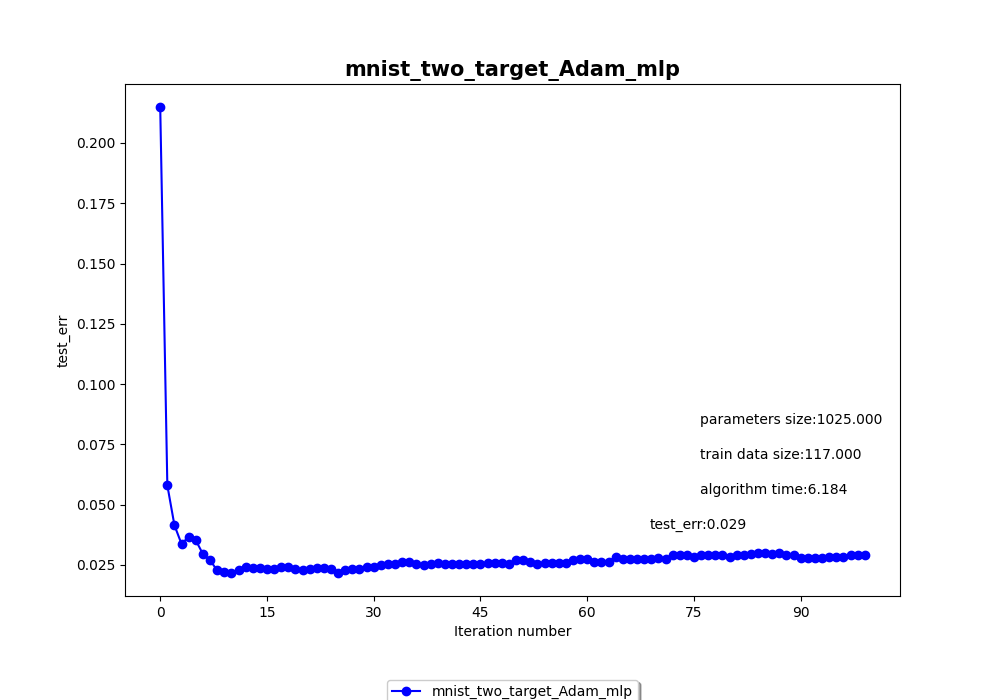 mnist_two_target_Adam_mlp
0.200
0.175
0.150
0.125
0.100
0.075
0.050
0.025
test_err
parameters size:1025.000
train data size:117.000
algorithm time:6.184
test_err:0.029
0 15 30 45 60 75 90
Iteration number
mnist_two_target_Adam_mlp